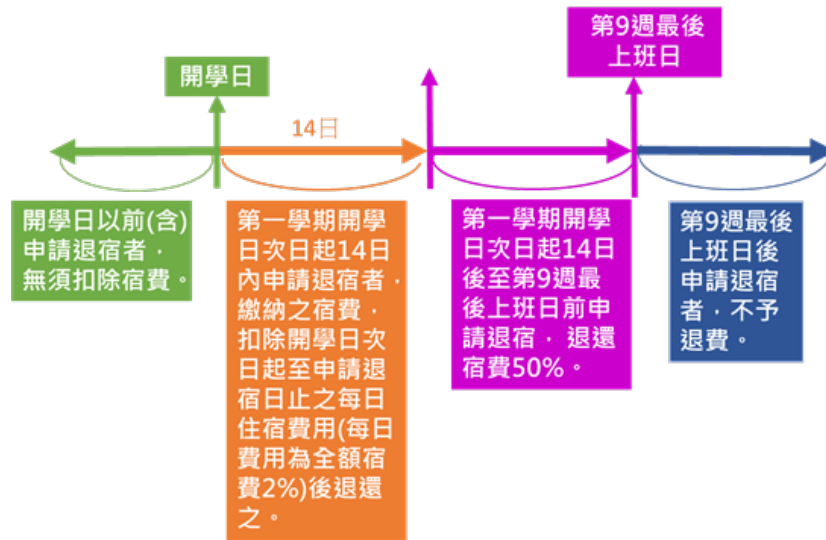 開學日
第9週最後
上班日
14日
開學日以前(含)
申請退宿者，
無須扣除宿費。
第一學期開學
日次日起14日
內申請退宿者，
繳納之宿費，
扣除開學日次
日起至申請退
宿日止之每日
住宿費用(每日
費用為全額宿
費2%)後退還
之。
第一學期開學
日次日起14日
後至第9週最
後上班日前申
請退宿， 退還
宿費50%。
第9週最後
上班日後
申請退宿
者，不予
退費。